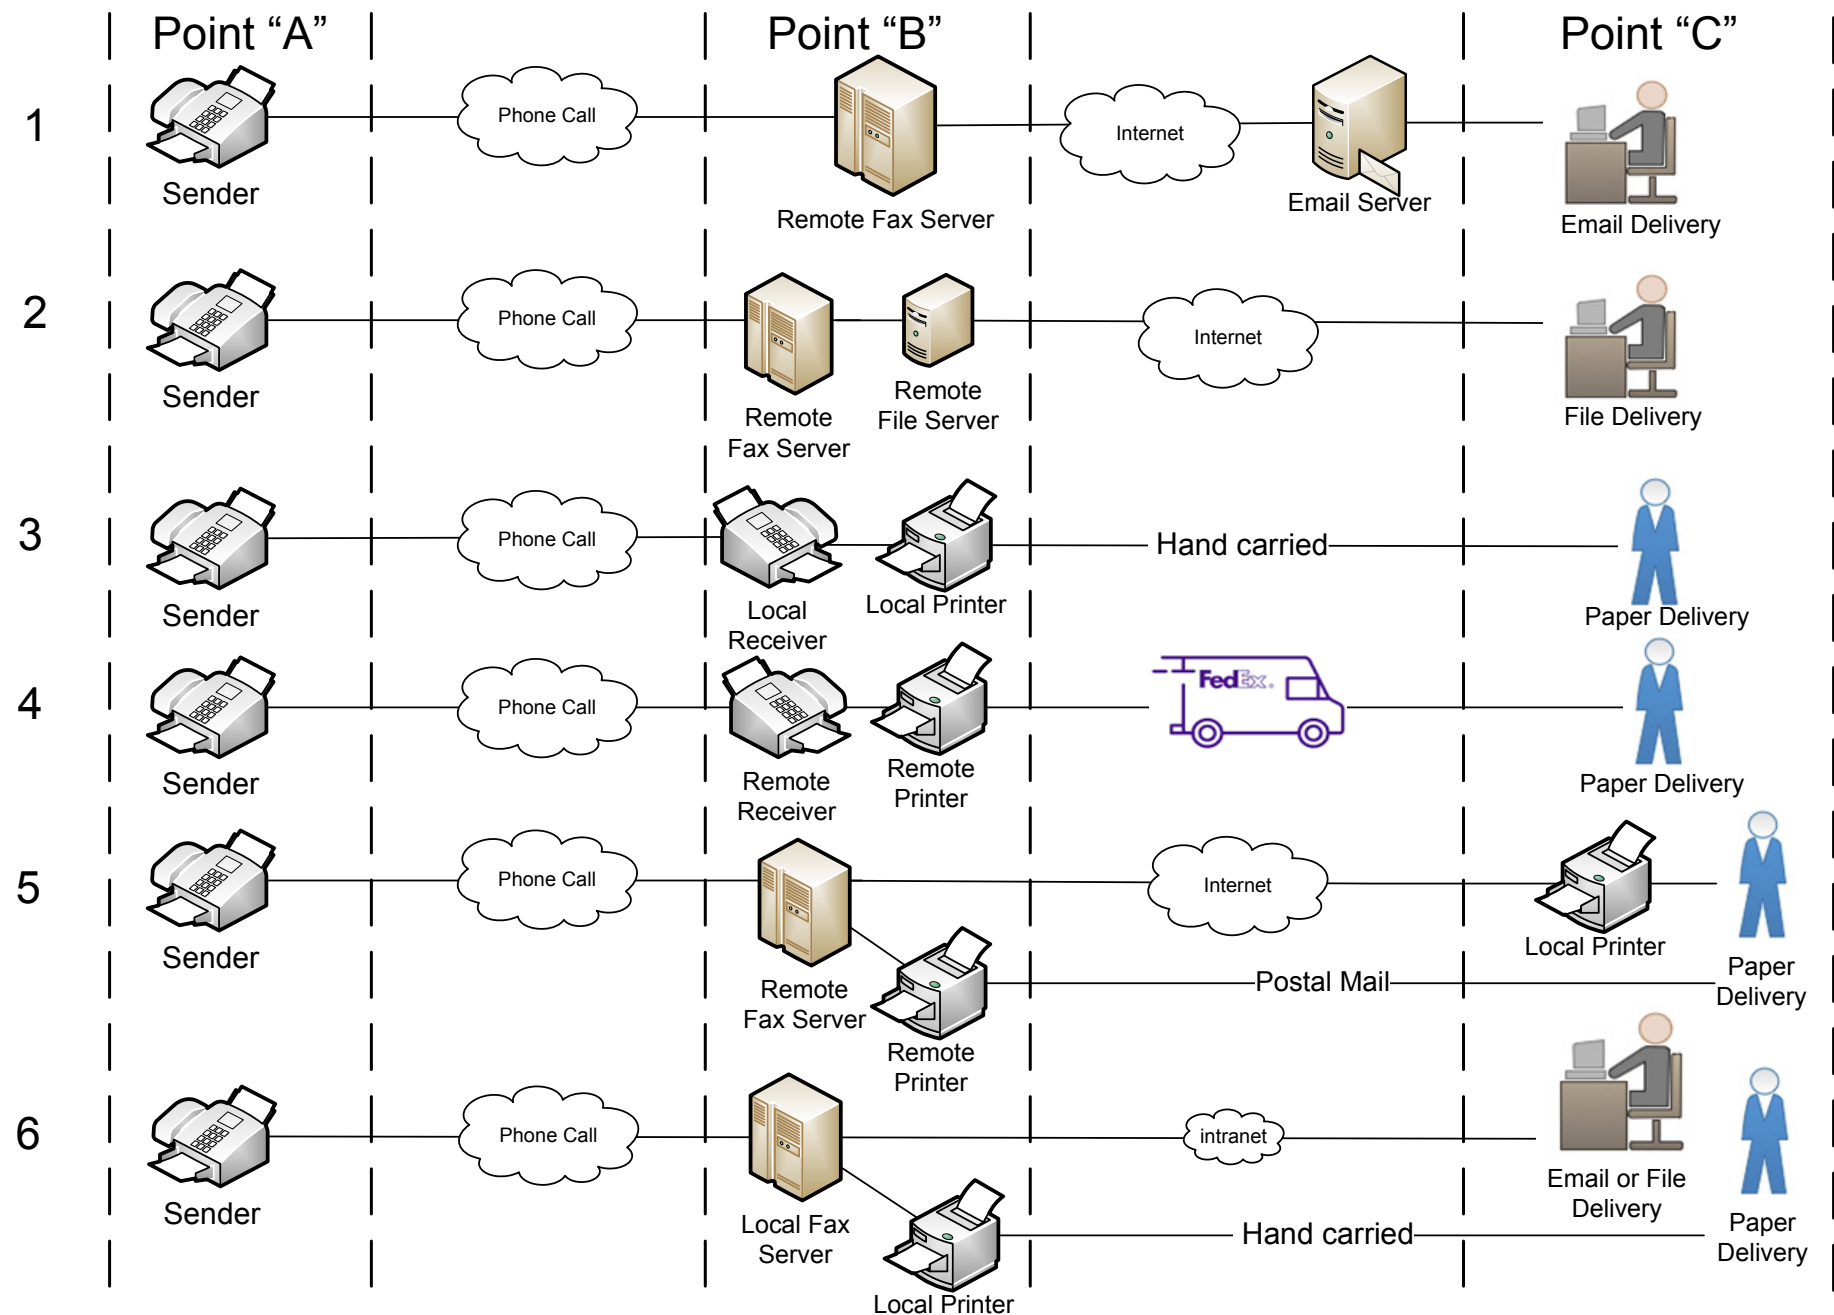 Point “A”
Point “B”
Point “C”
1
Sender
Phone Call
Remote Fax Server
Internet
Email Server
Email Delivery
2
Sender
Phone Call
Remote
Fax Server
Remote
File Server
Internet
File Delivery
3
Sender
Phone Call
Local
Receiver
Local Printer
Hand carried
Paper Delivery
4
Sender
Phone Call
Remote
Receiver
Remote
Printer
FedEx.
Paper Delivery
5
Sender
Phone Call
Remote
Fax Server
Remote
Printer
Internet
Postal Mail
Local Printer
Paper
Delivery
6
Sender
Phone Call
Local Fax
Server
Local Printer
intranet
Hand carried
Email or File
Delivery
Paper
Delivery